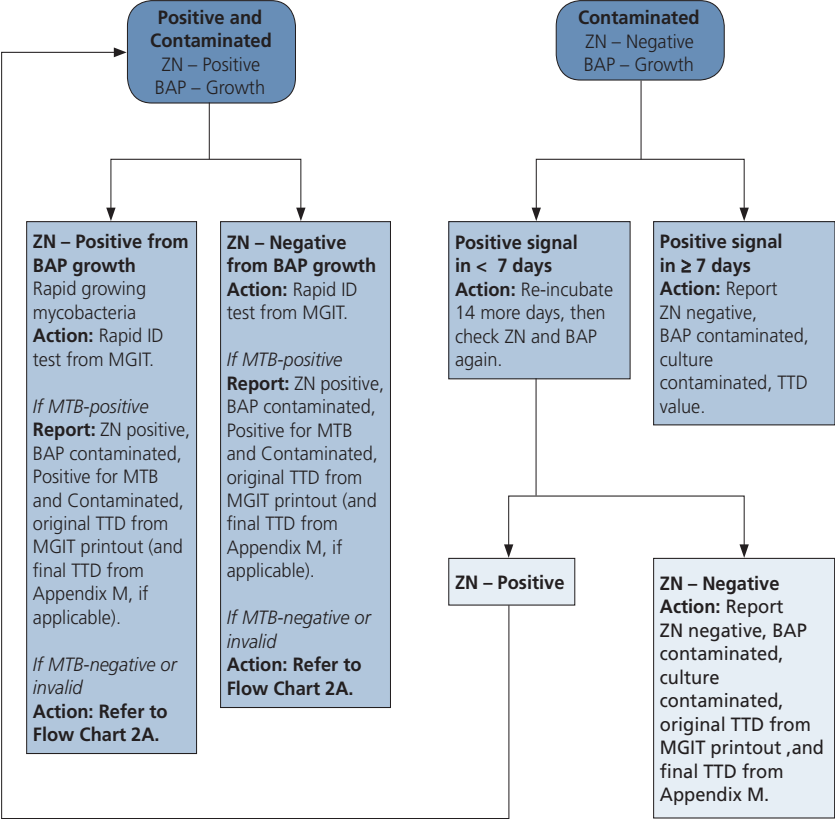 Positive and
Contaminated
ZN – Positive
BAP – Growth
Contaminated
ZN – Negative
BAP – Growth
ZN – Positive from
BAP growth
Rapid growing
mycobacteria
Action: Rapid ID
test from MGIT.
If MTB-positive
Report: ZN positive,
BAP contaminated,
Positive for MTB
and Contaminated,
original TTD from
MGIT printout (and
final TTD from
Appendix M, if
applicable).
If MTB-negative or
invalid
Action: Refer to
Flow Chart 2A.
ZN – Negative
from BAP growth
Action: Rapid ID
test from MGIT.
If MTB-positive
Report: ZN positive,
BAP contaminated,
Positive for MTB
and Contaminated,
original TTD from
MGIT printout (and
final TTD from
Appendix M, if
applicable).
If MTB-negative or
invalid
Action: Refer to
Flow Chart 2A.
Positive signal
in < 7 days
Action: Re-incubate
14 more days, then
check ZN and BAP
again.
Positive signal
in ≥ 7 days
Action: Report
ZN negative,
BAP contaminated,
culture
contaminated, TTD
value.
ZN – Positive
ZN – Negative
Action: Report
ZN negative, BAP
contaminated,
culture
contaminated,
original TTD from
MGIT printout ,and
final TTD from
Appendix M.